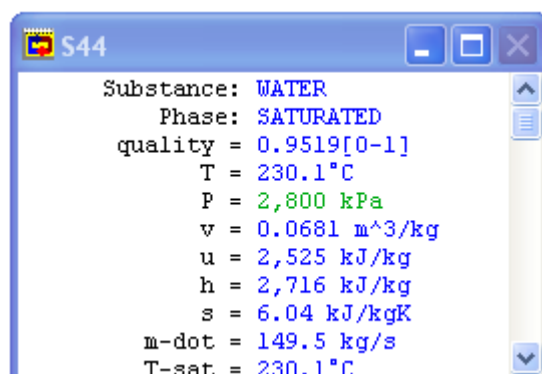 S44
Substance: WATER
Phase: SATURATED
quality = 0.9519[0-1]
T = 230.1°C
P = 2,800 kPa
v = 0.0681 m^3/kg
u = 2,525 kJ/kg
h = 2,716 kJ/kg
s = 6.04 kJ/kgK
m-dot = 149.5 kg/s
T-sat = 230.1°C